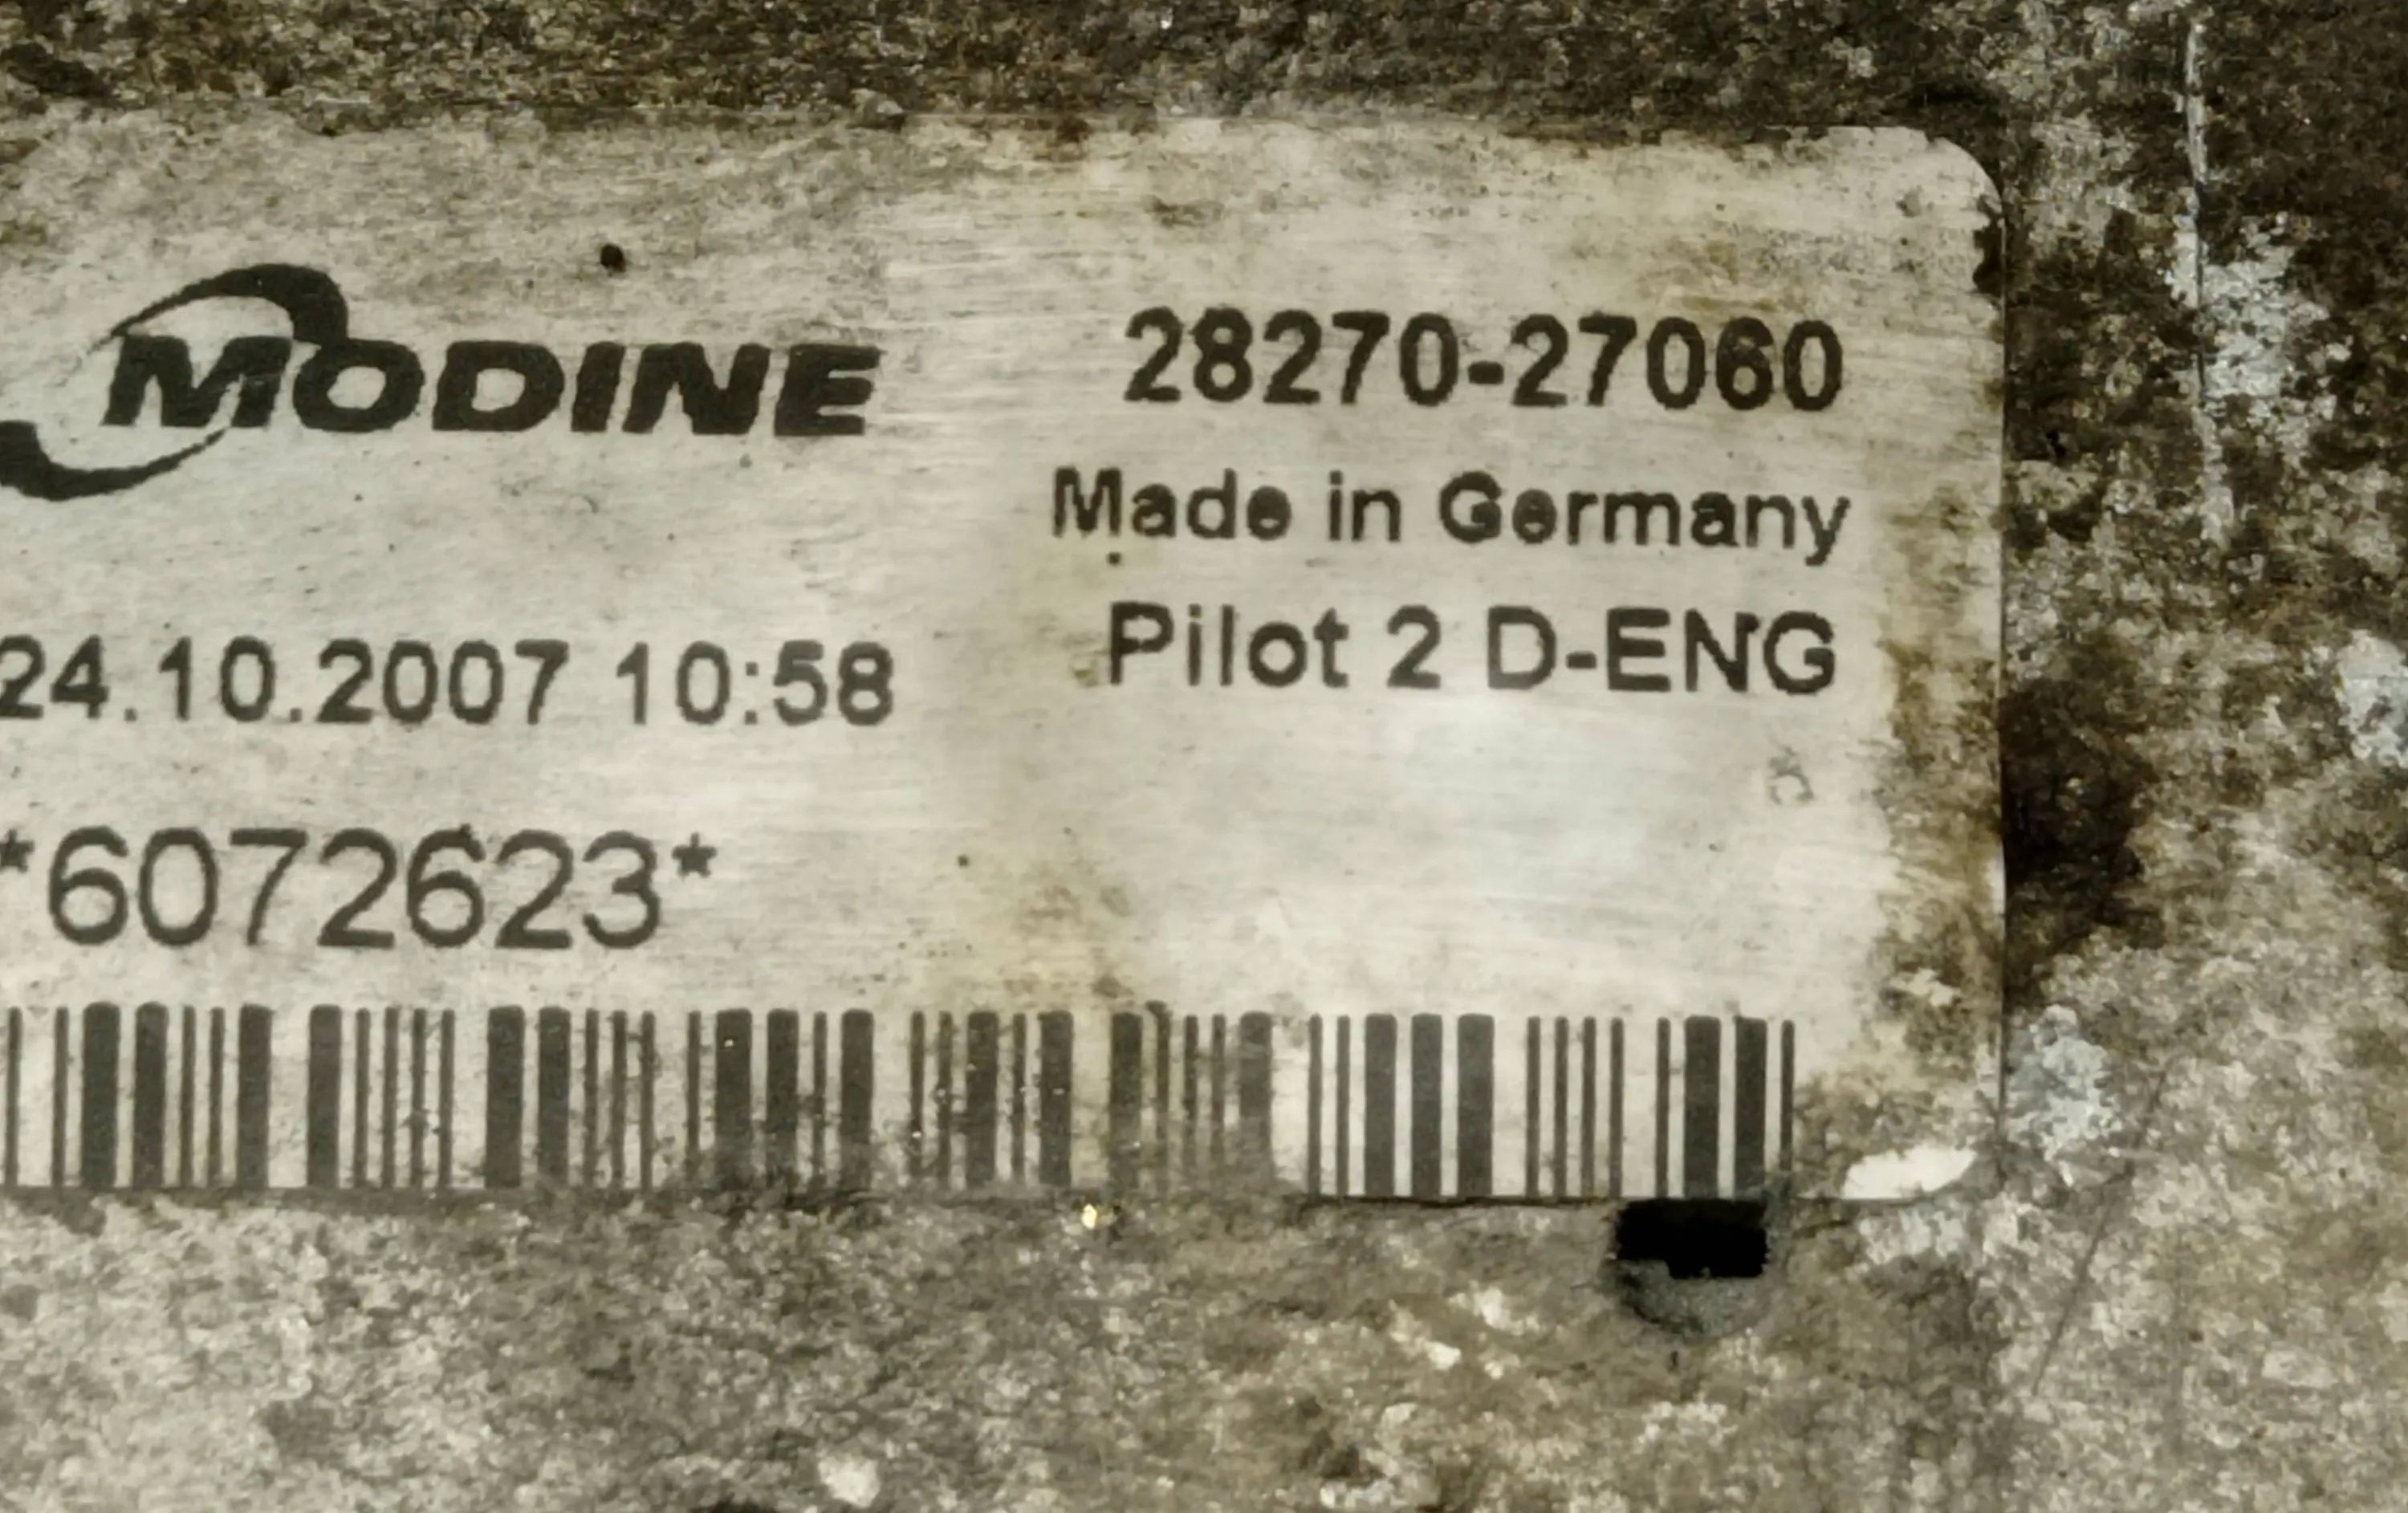 MODINE
28270-27060
Made in Germany
Pilot 2 D-ENG
24.10.2007 10:58
*6072623*